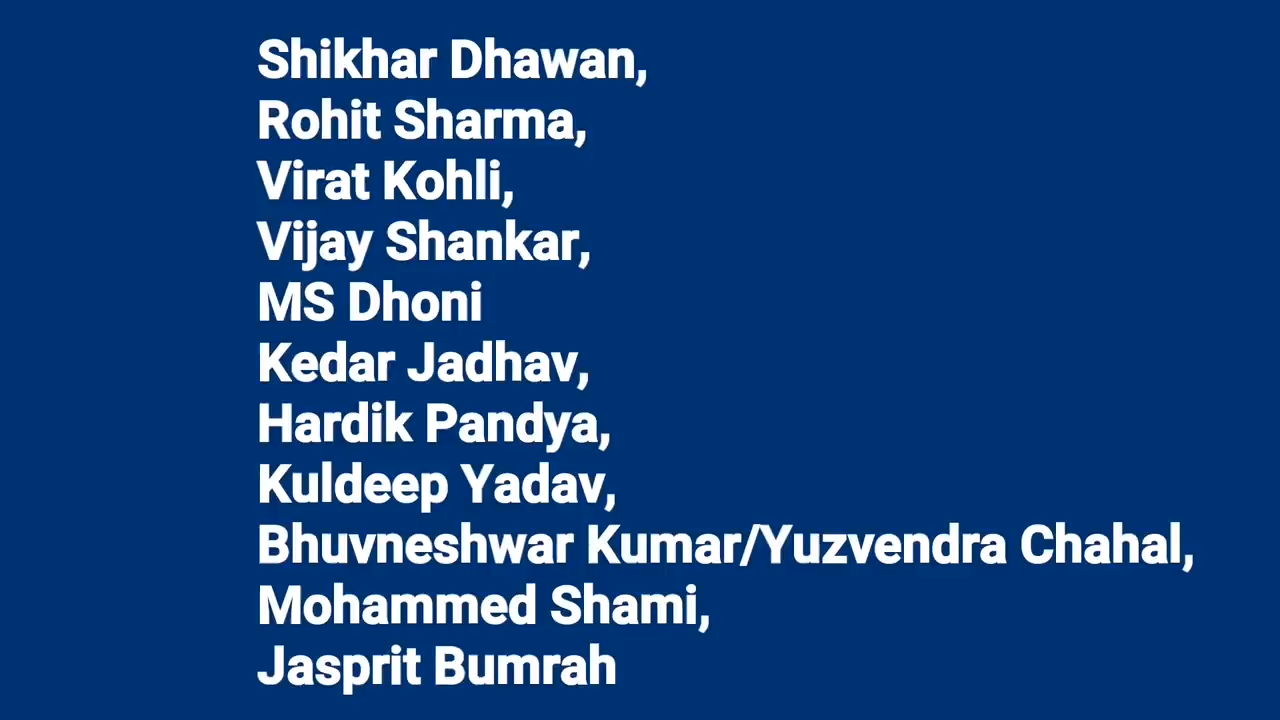 Shikhar Dhawan,
Rohit Sharma,
Virat Kohli,
Vijay Shankar,
MS Dhoni
Kedar Jadhav,
Hardik Pandya,
Kuldeep Yadav,
Bhuvneshwar Kumar/Yuzvendra Chahal,
Mohammed Shami,
Jasprit Bumrah